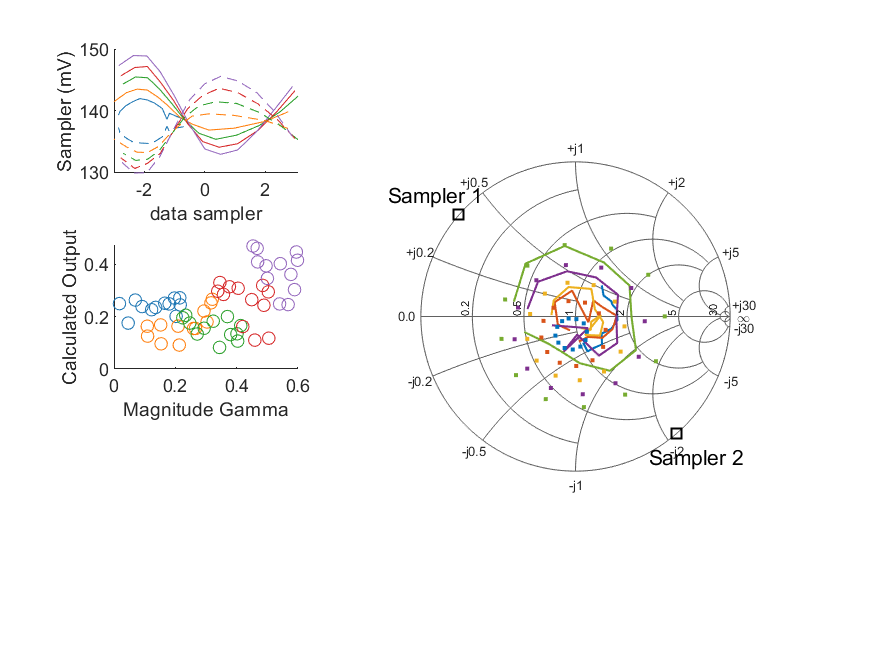 150
140
130
Sampler (mV)
-2
0
2
data sampler
0.4
0.2
0
Calculated Output
0
0.2
0.4
0.6
Magnitude Gamma
+j1
+j0.5
+j2
Sampler 1
+j0.2
+j5
0.0
0.2
0.5
1
2
5
30
+j30
∞
-j30
-j0.2
-j5
-j0.5
-j2
Sampler 2
-j1